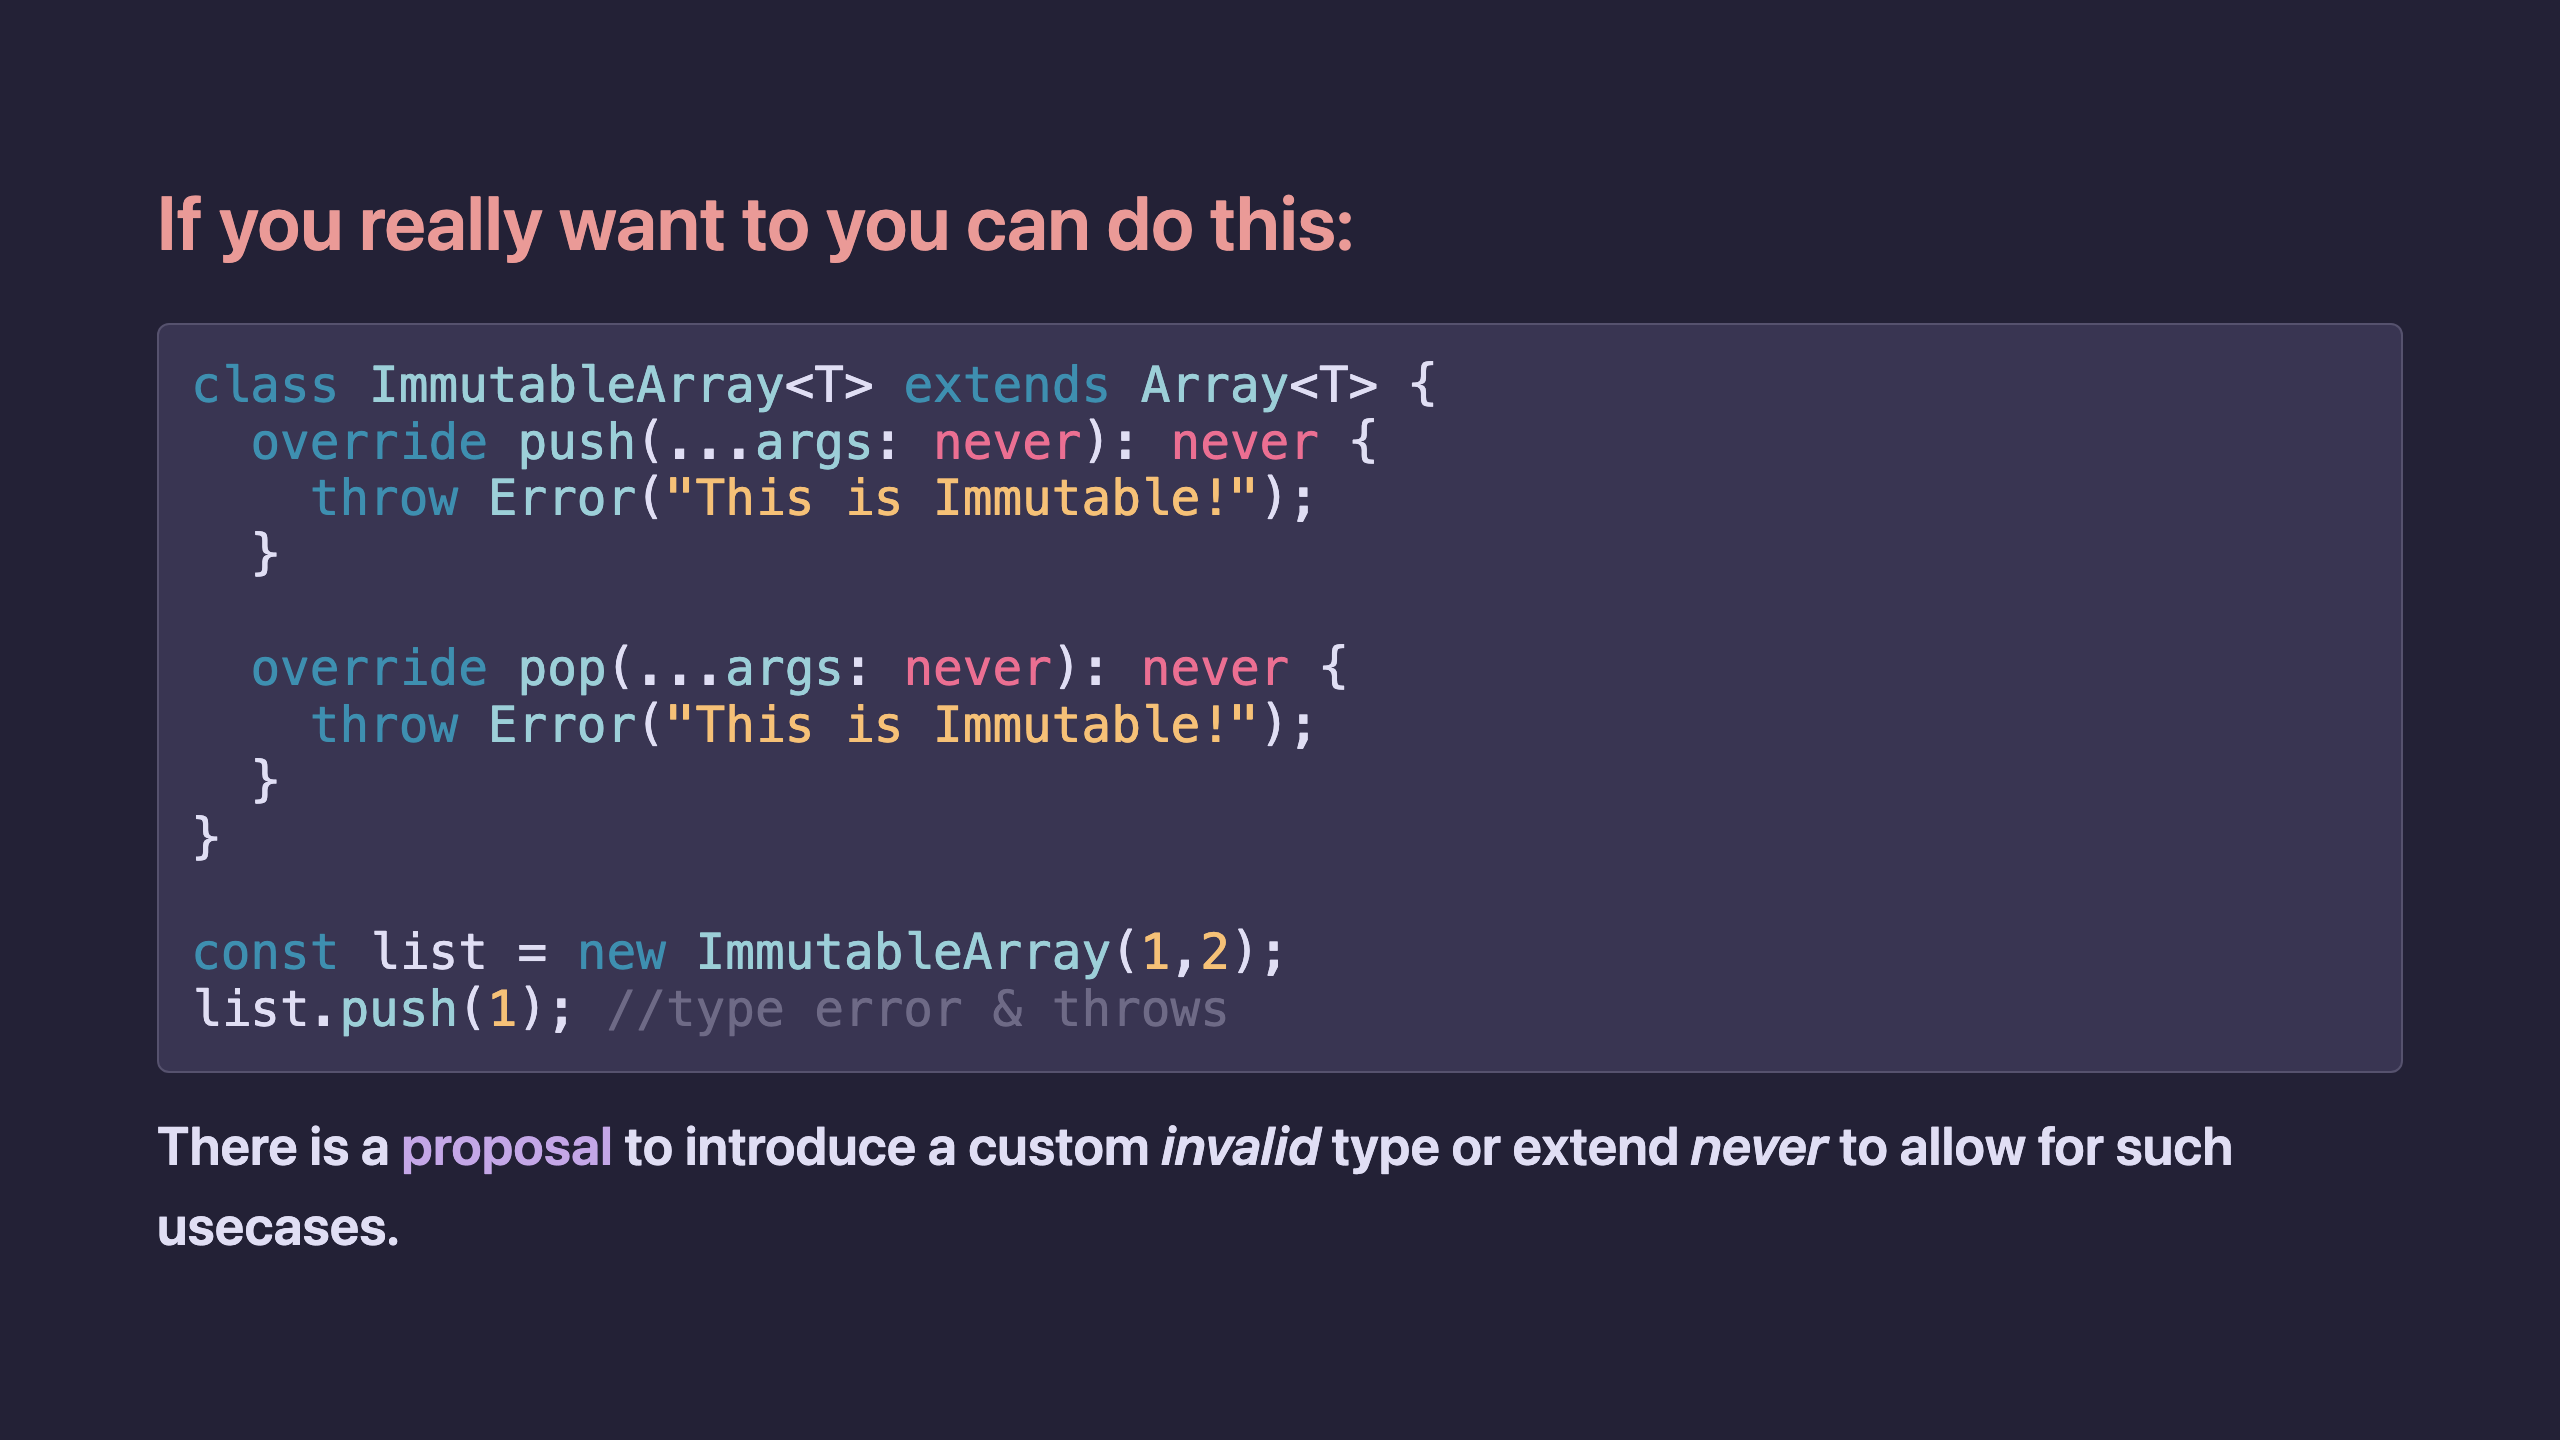 If you really want to you can do this:
class ImmutableArray<T> extends Array<T> {
  override push(...args: never): never {
    throw Error("This is Immutable!");
  }

  override pop(...args: never): never {
    throw Error("This is Immutable!");
  }
}

const list = new ImmutableArray(1,2);
list.push(1); //type error & throws
There is a proposal to introduce a custom invalid type or extend never to allow for such
usecases.